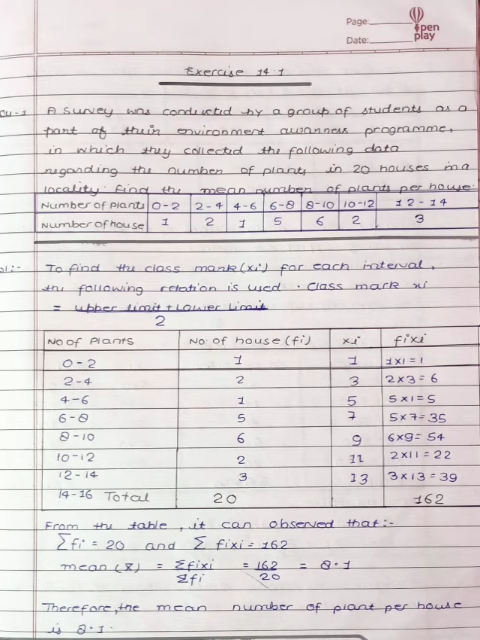 Page:
Date:
open play
Exercise 14.1
Qu-1 A survey was conducted by a group of students as a
part of their environment awanness programme,
in which they collected the following data
regarding the number of plants in 20 houses in a
locality. find the mean number of plants per house.
Number of plants 0-2 2-4 4-6 6-8 8-10 10-12 12-14
Number of house 1 2 1 5 6 2 3
ol:- To find the class mark (xi) for each interval,
the following relation is used. Class mark xi
= upper limit + Lower Limit
2
No of Plants No. of house (fi) xi fixi
0-2 1 1 1x1=1
2-4 2 3 2x3=6
4-6 1 5 5x1=5
6-8 5 7 5x7=35
8-10 6 9 6x9=54
10-12 2 11 2x11=22
12-14 3 13 3x13=39
14-16 Total 20 162
From the table, it can observed that:-
Σfi = 20 and Σ fixi = 162
mean (x̄) = Σfixi = 162 = 8.1
Σfi 20
Therefore, the mean number of plant per house
is 8.1.